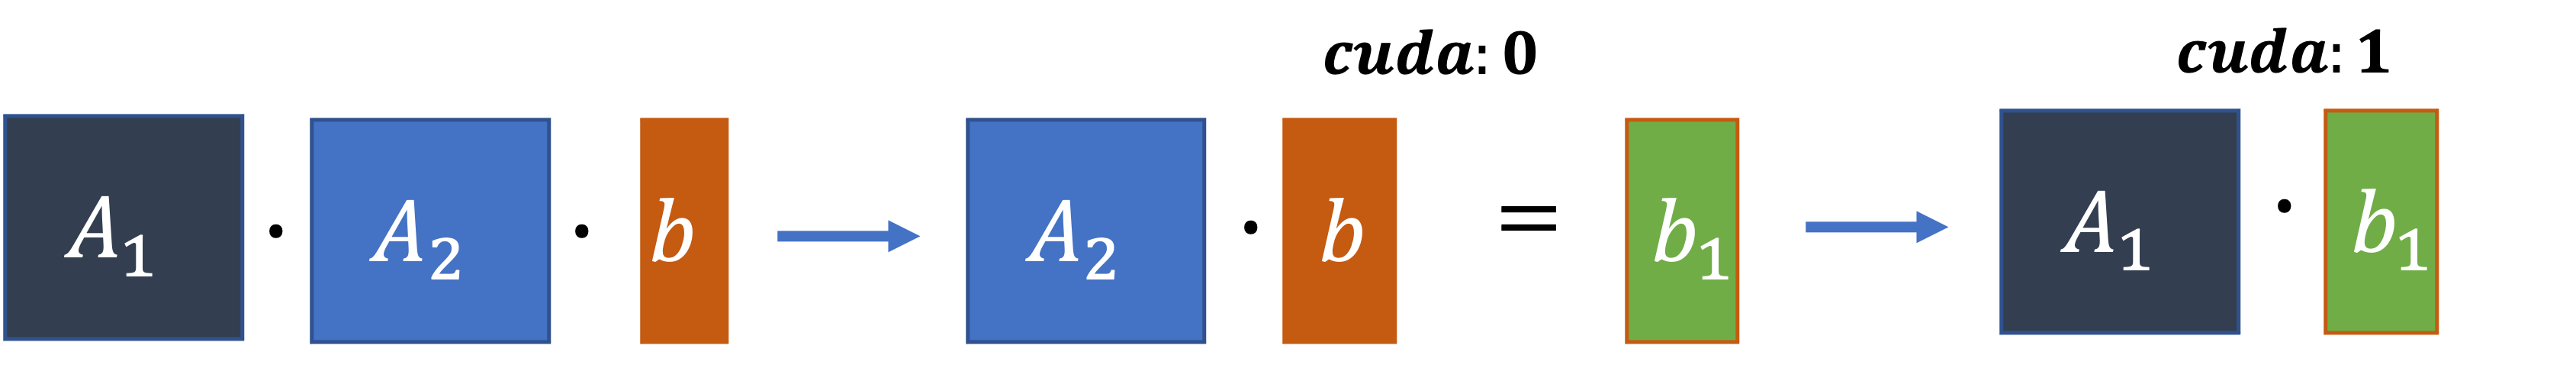 cuda: 0
cuda: 1
A₁ · A₂ · b → A₂ · b = b₁ → A₁ · b₁